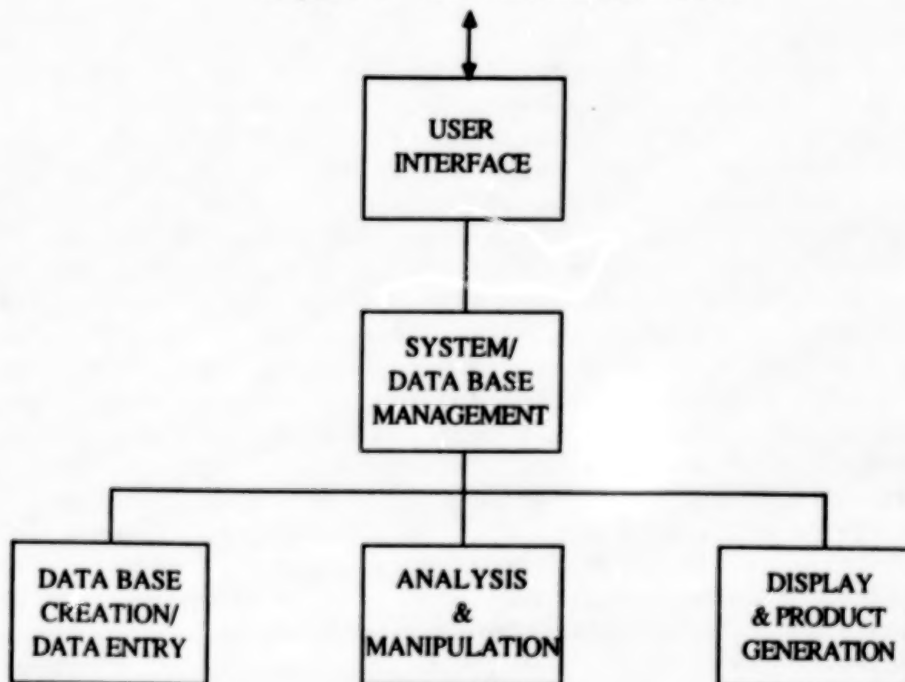 USER
INTERFACE
SYSTEM/
DATA BASE
MANAGEMENT
DATA BASE
CREATION/
DATA ENTRY
ANALYSIS
&
MANIPULATION
DISPLAY
& PRODUCT
GENERATION